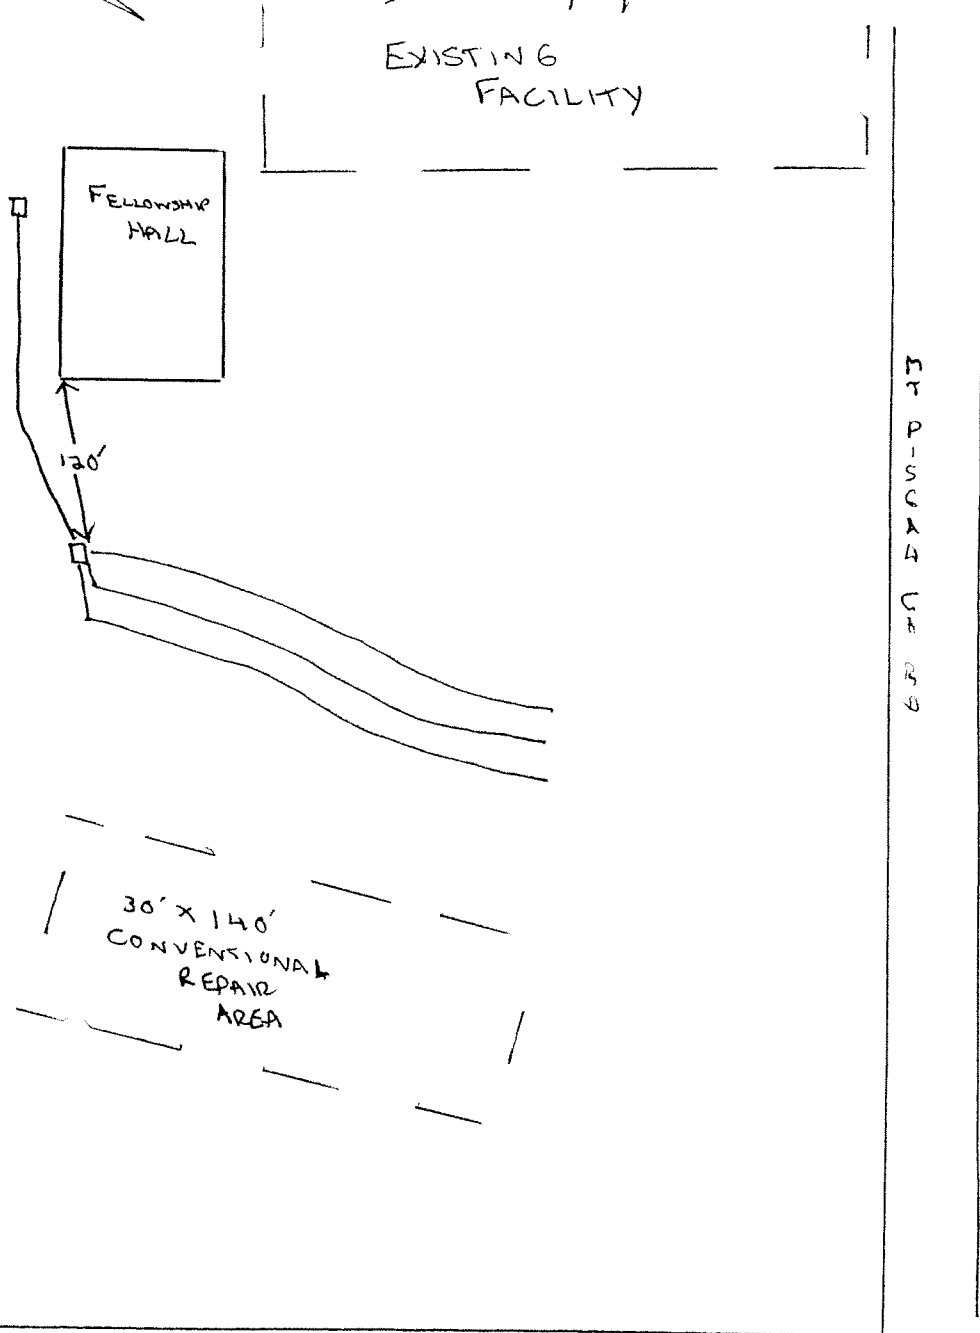 EXISTING
FACILITY
FELLOWSHIP
HALL
120'
MT PISGAH CH RD
30' X 140'
CONVENTIONAL
REPAIR
AREA